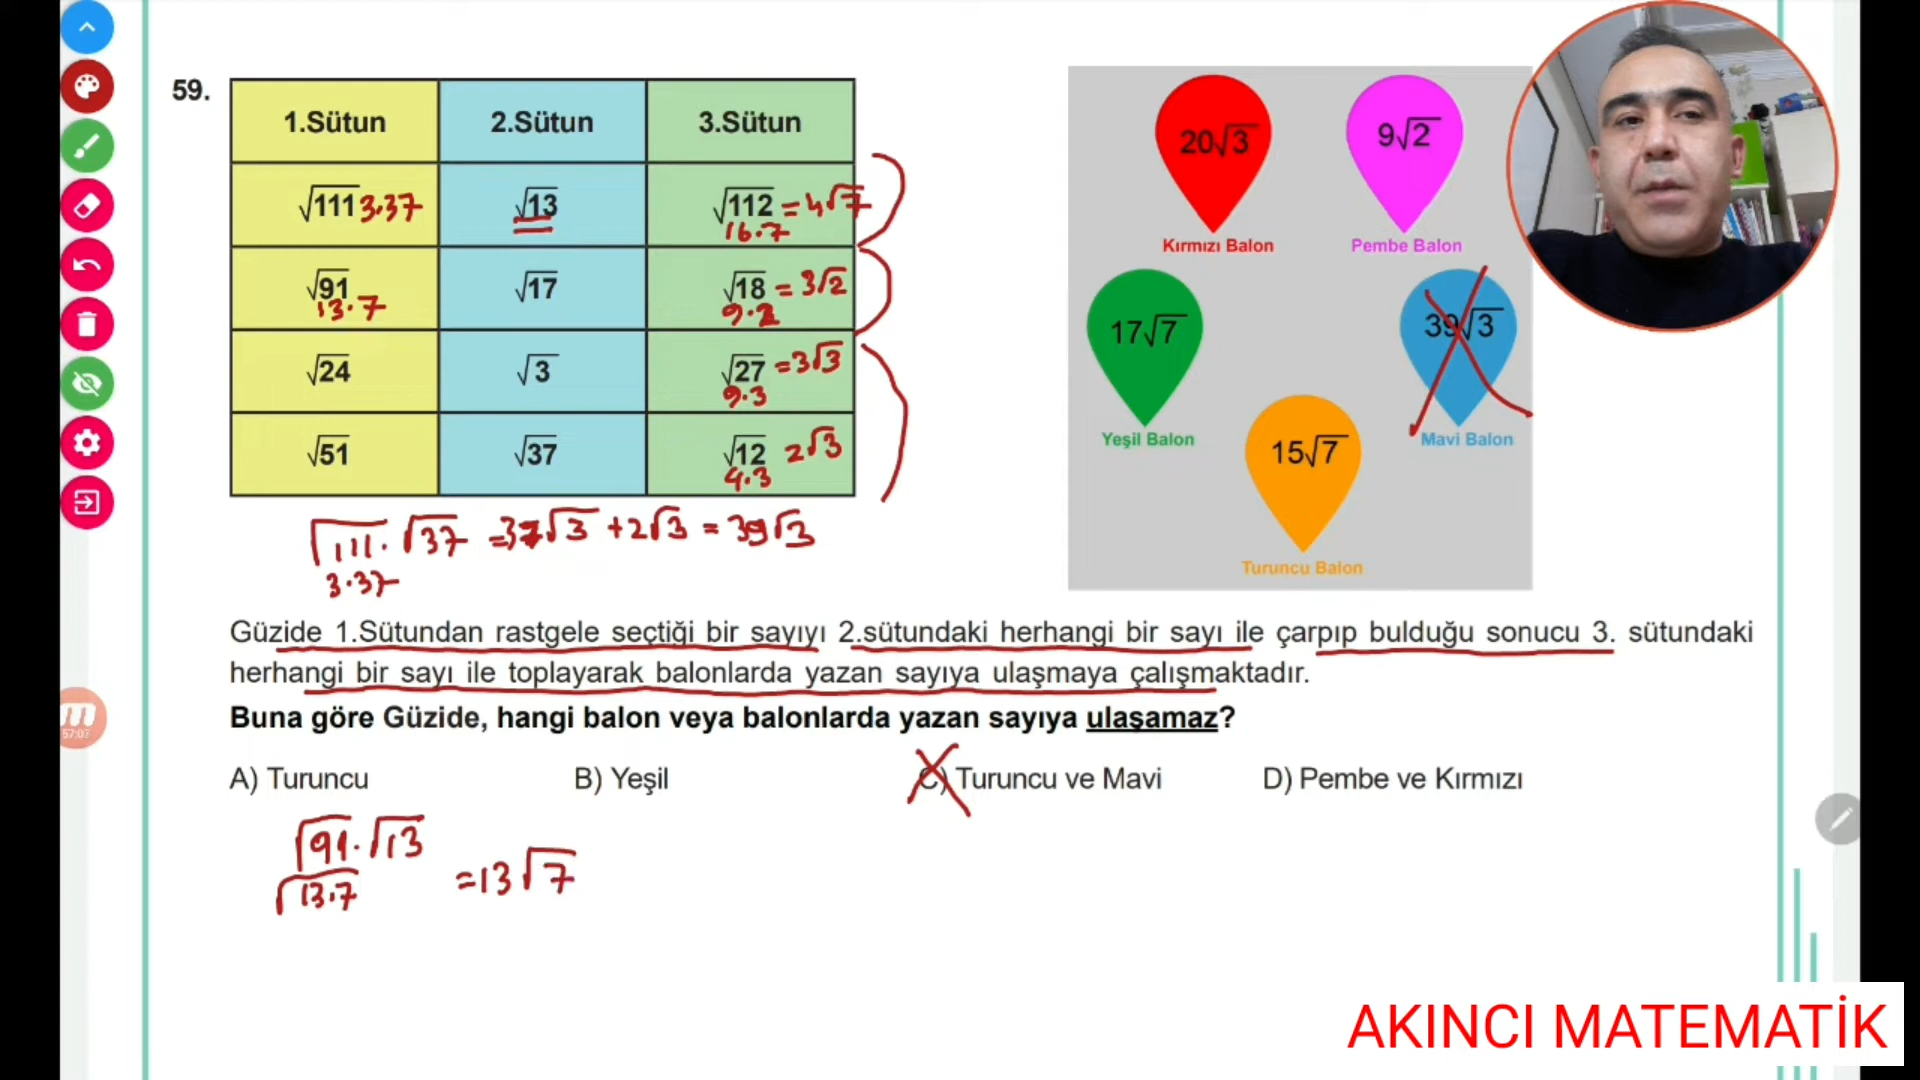 59.
1.Sütun 2.Sütun 3.Sütun
√111 3.37 √13 √112 = 4√7
16.7
√91 √17 √18 = 3√2
13.7 9.2
√24 √3 √27 = 3√3
9.3
√51 √37 √12 2√3
4.3
√111 . √37 = 37√3 + 2√3 = 39√3
3.37
20√3
Kırmızı Balon
9√2
Pembe Balon
17√7
Yeşil Balon
39√3
Mavi Balon
15√7
Turuncu Balon
Güzide 1.Sütundan rastgele seçtiği bir sayıyı 2.sütundaki herhangi bir sayı ile çarpıp bulduğu sonucu 3. sütundaki
herhangi bir sayı ile toplayarak balonlarda yazan sayıya ulaşmaya çalışmaktadır.
Buna göre Güzide, hangi balon veya balonlarda yazan sayıya ulaşamaz?
A) Turuncu B) Yeşil C) Turuncu ve Mavi D) Pembe ve Kırmızı
√91 . √13
√13.7 = 13√7
57:07
AKINCI MATEMATİK